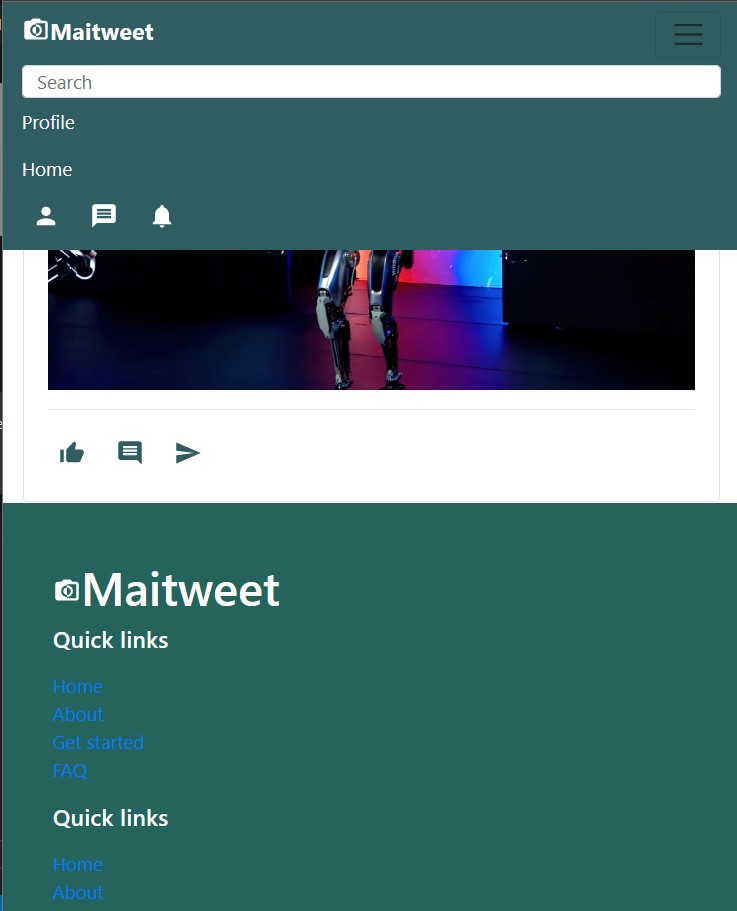 Maitweet
Search
Profile
Home
Maitweet
Quick links
Home
About
Get started
FAQ
Quick links
Home
About